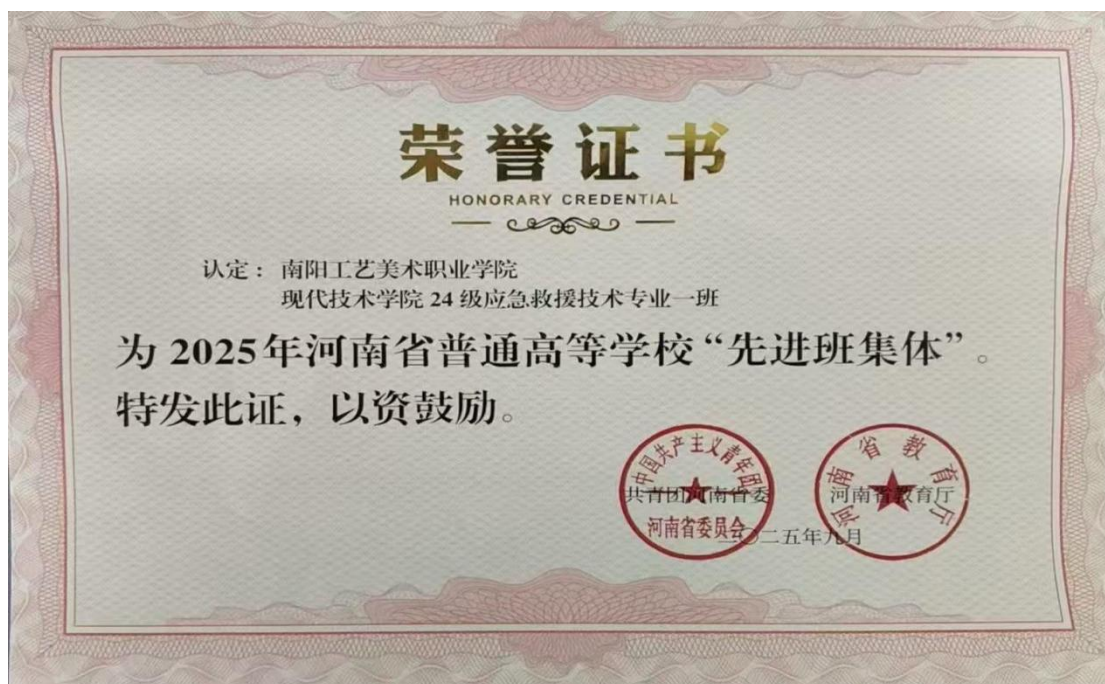 荣誉证书
HONORARY CREDENTIAL
认定：南阳工艺美术职业学院
现代技术学院 24 级应急救援技术专业一班
为 2025年河南省普通高等学校“先进班集体”。
特发此证，以资鼓励。
中国共产主义青年团
河南省委员会
河南省教育厅
共青团河南省委 河南省教育厅
二〇二五年九月